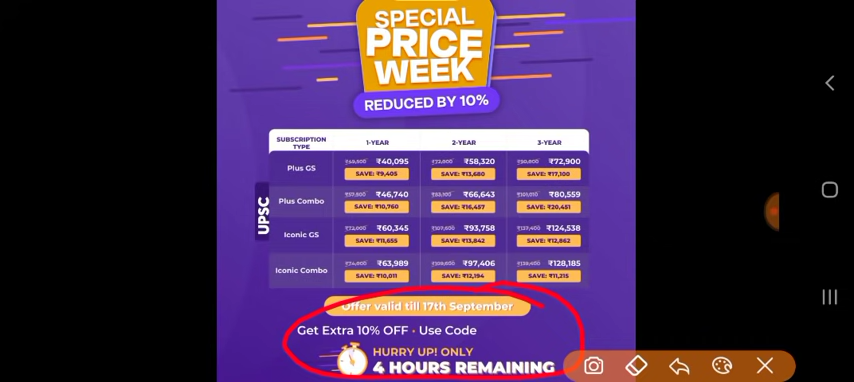 SPECIAL
PRICE
WEEK
REDUCED BY 10%
SUBSCRIPTION TYPE 1-YEAR 2-YEAR 3-YEAR
Plus GS ₹40,095 ₹58,320 ₹72,900
SAVE: ₹9,405 SAVE: ₹13,680 SAVE: ₹17,100
Plus Combo ₹46,740 ₹66,643 ₹80,559
SAVE: ₹10,760 SAVE: ₹16,457 SAVE: ₹20,451
UPSC
Iconic GS ₹60,345 ₹93,758 ₹124,538
SAVE: ₹11,655 SAVE: ₹13,842 SAVE: ₹12,862
Iconic Combo ₹63,989 ₹97,406 ₹128,185
SAVE: ₹10,011 SAVE: ₹12,194 SAVE: ₹11,215
Offer valid till 17th September
Get Extra 10% OFF • Use Code
HURRY UP! ONLY
4 HOURS REMAINING